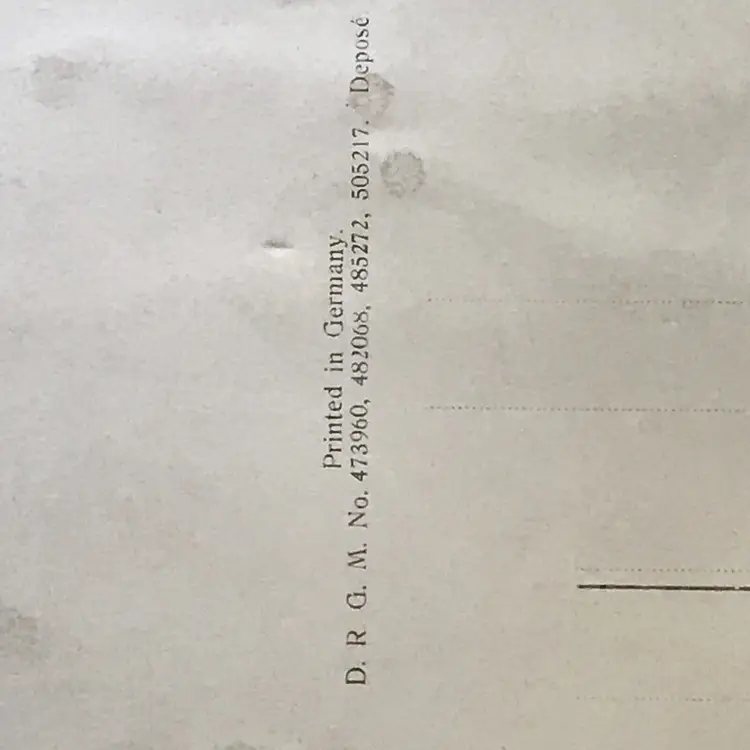 Printed in Germany.
D. R G. M. No. 473960, 482068, 485272, 505217. Deposé